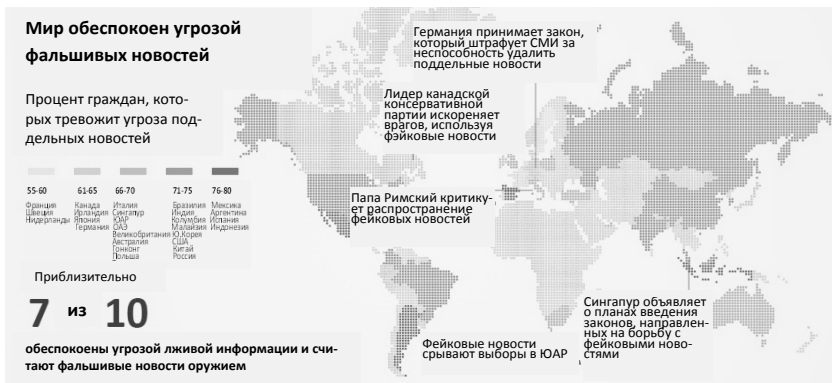 Мир обеспокоен угрозой
фальшивых новостей
Процент граждан, кото-
рых тревожит угроза под-
дельных новостей
55-60
Франция
Швеция
Нидерланды
61-65
Канада
Ирландия
Япония
Германия
66-70
Италия
Сингапур
ЮАР
ОАЭ
Великобритания
Австралия
Гонконг
Польша
71-75
Бразилия
Индия
Колумбия
Малайзия
Ю.Корея
США
Китай
Россия
76-80
Мексика
Аргентина
Испания
Индонезия
Приблизительно
7 из 10
обеспокоены угрозой лживой информации и счи-
тают фальшивые новости оружием
Германия принимает закон,
который штрафует СМИ за
неспособность удалить
поддельные новости
Лидер канадской
консервативной
партии искореняет
врагов, используя
фэйковые новости
Папа Римский критику-
ет распространение
фейковых новостей
Фейковые новости
срывают выборы в ЮАР
Сингапур объявляет
о планах введения
законов, направлен-
ных на борьбу с
фейковыми ново-
стями